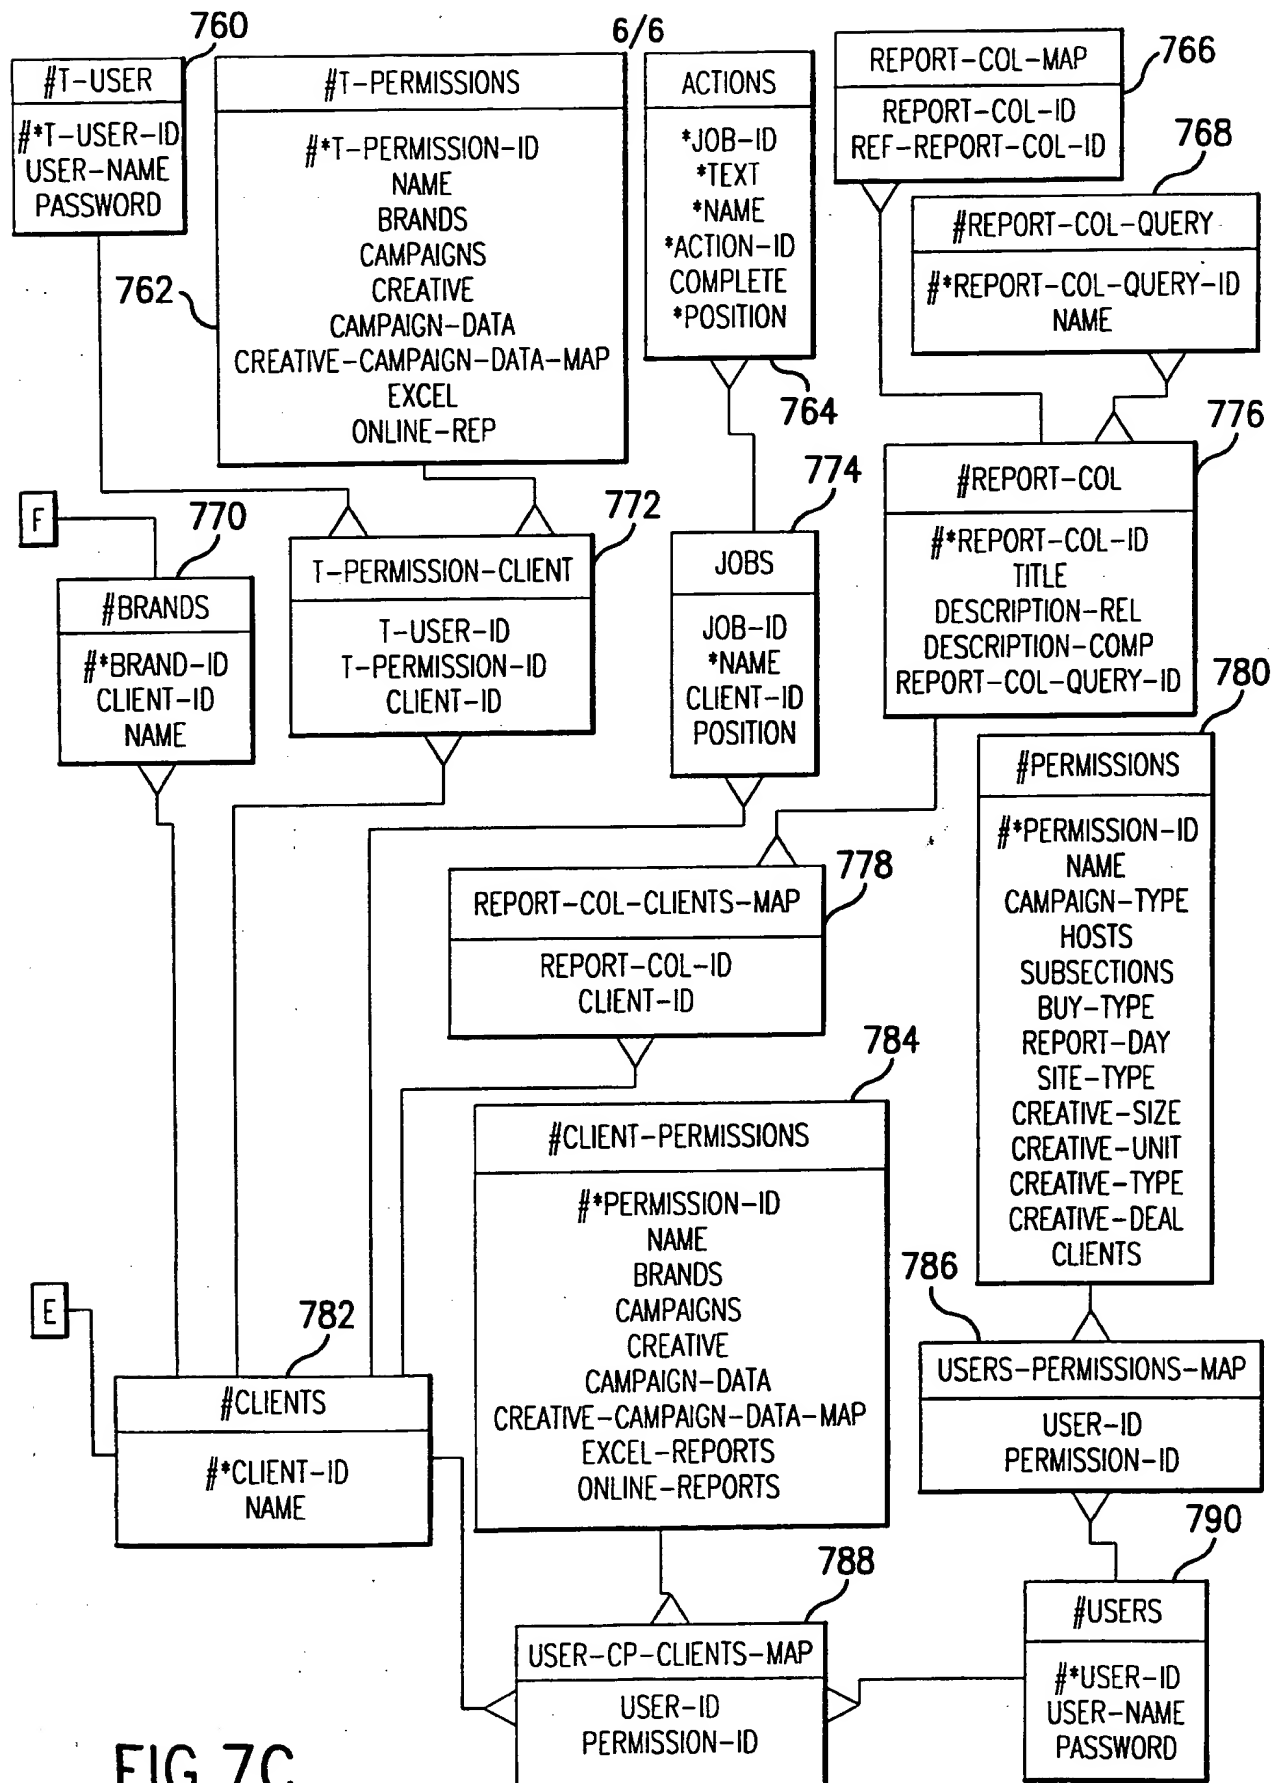 6/6
760
#T-USER
#*T-USER-ID
USER-NAME
PASSWORD
#T-PERMISSIONS
#*T-PERMISSION-ID
NAME
BRANDS
CAMPAIGNS
CREATIVE
CAMPAIGN-DATA
CREATIVE-CAMPAIGN-DATA-MAP
EXCEL
ONLINE-REP
762
ACTIONS
*JOB-ID
*TEXT
*NAME
*ACTION-ID
COMPLETE
*POSITION
764
REPORT-COL-MAP
REPORT-COL-ID
REF-REPORT-COL-ID
766
768
#REPORT-COL-QUERY
#*REPORT-COL-QUERY-ID
NAME
776
#REPORT-COL
#*REPORT-COL-ID
TITLE
DESCRIPTION-REL
DESCRIPTION-COMP
REPORT-COL-QUERY-ID
F
770
#BRANDS
#*BRAND-ID
CLIENT-ID
NAME
772
T-PERMISSION-CLIENT
T-USER-ID
T-PERMISSION-ID
CLIENT-ID
774
JOBS
JOB-ID
*NAME
CLIENT-ID
POSITION
780
#PERMISSIONS
#*PERMISSION-ID
NAME
CAMPAIGN-TYPE
HOSTS
SUBSECTIONS
BUY-TYPE
REPORT-DAY
SITE-TYPE
CREATIVE-SIZE
CREATIVE-UNIT
CREATIVE-TYPE
CREATIVE-DEAL
CLIENTS
778
REPORT-COL-CLIENTS-MAP
REPORT-COL-ID
CLIENT-ID
784
#CLIENT-PERMISSIONS
#*PERMISSION-ID
NAME
BRANDS
CAMPAIGNS
CREATIVE
CAMPAIGN-DATA
CREATIVE-CAMPAIGN-DATA-MAP
EXCEL-REPORTS
ONLINE-REPORTS
E
782
#CLIENTS
#*CLIENT-ID
NAME
786
USERS-PERMISSIONS-MAP
USER-ID
PERMISSION-ID
788
USER-CP-CLIENTS-MAP
USER-ID
PERMISSION-ID
790
#USERS
#*USER-ID
USER-NAME
PASSWORD
FIG 7C